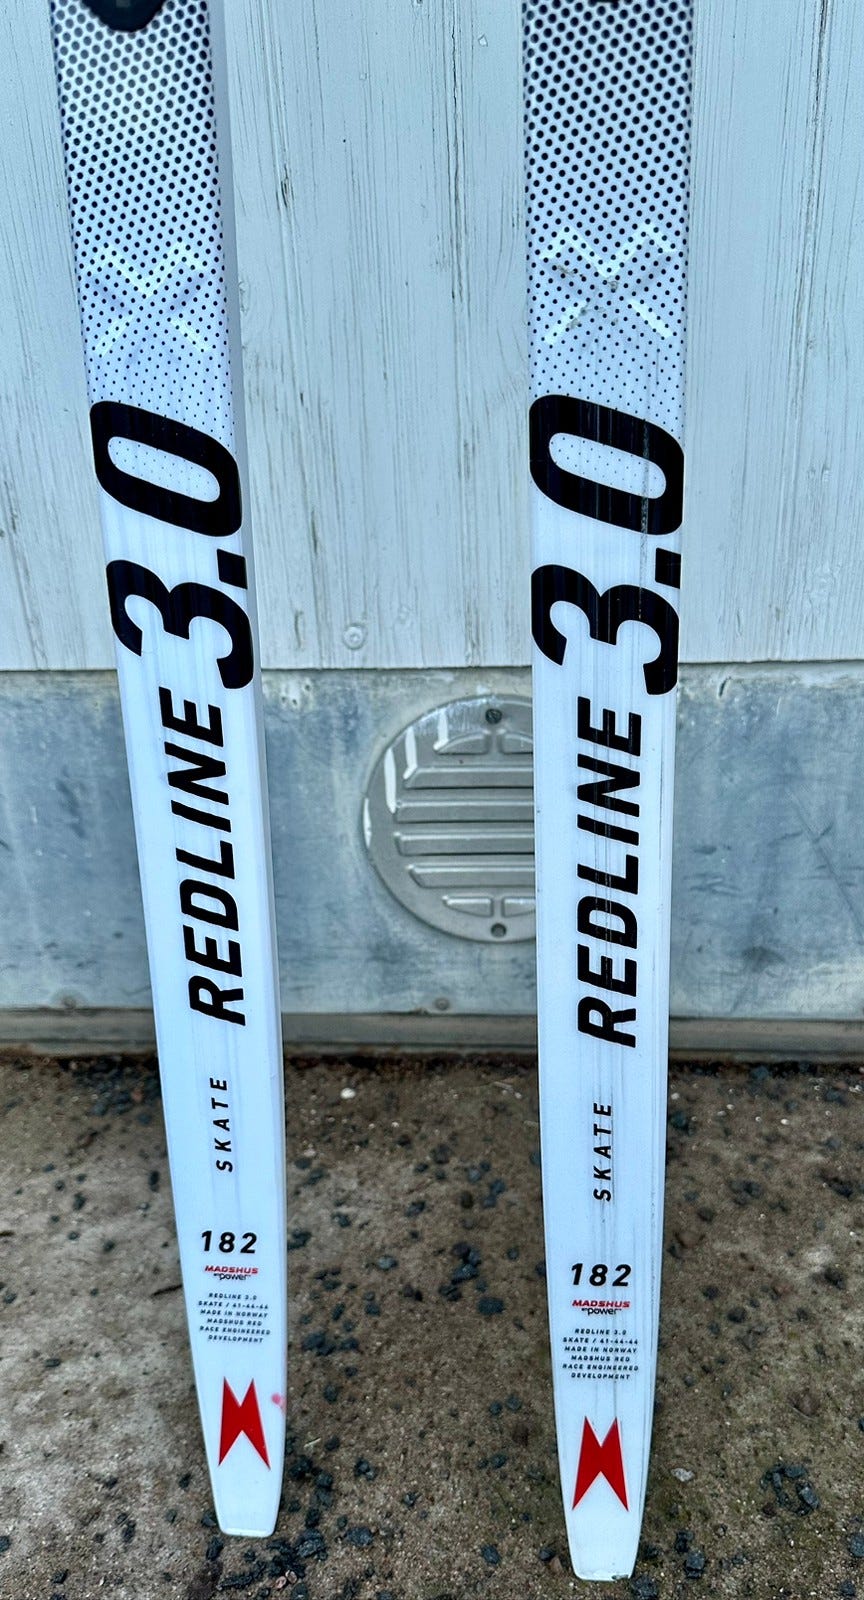 REDLINE 3.0
SKATE
182
MADSHUS
power
REDLINE 3.0
SKATE / 41-44-44
MADE IN NORWAY
MADSHUS RED
RACE ENGINEERED
DEVELOPMENT
REDLINE 3.0
SKATE
182
MADSHUS
power
REDLINE 3.0
SKATE / 41-44-44
MADE IN NORWAY
MADSHUS RED
RACE ENGINEERED
DEVELOPMENT